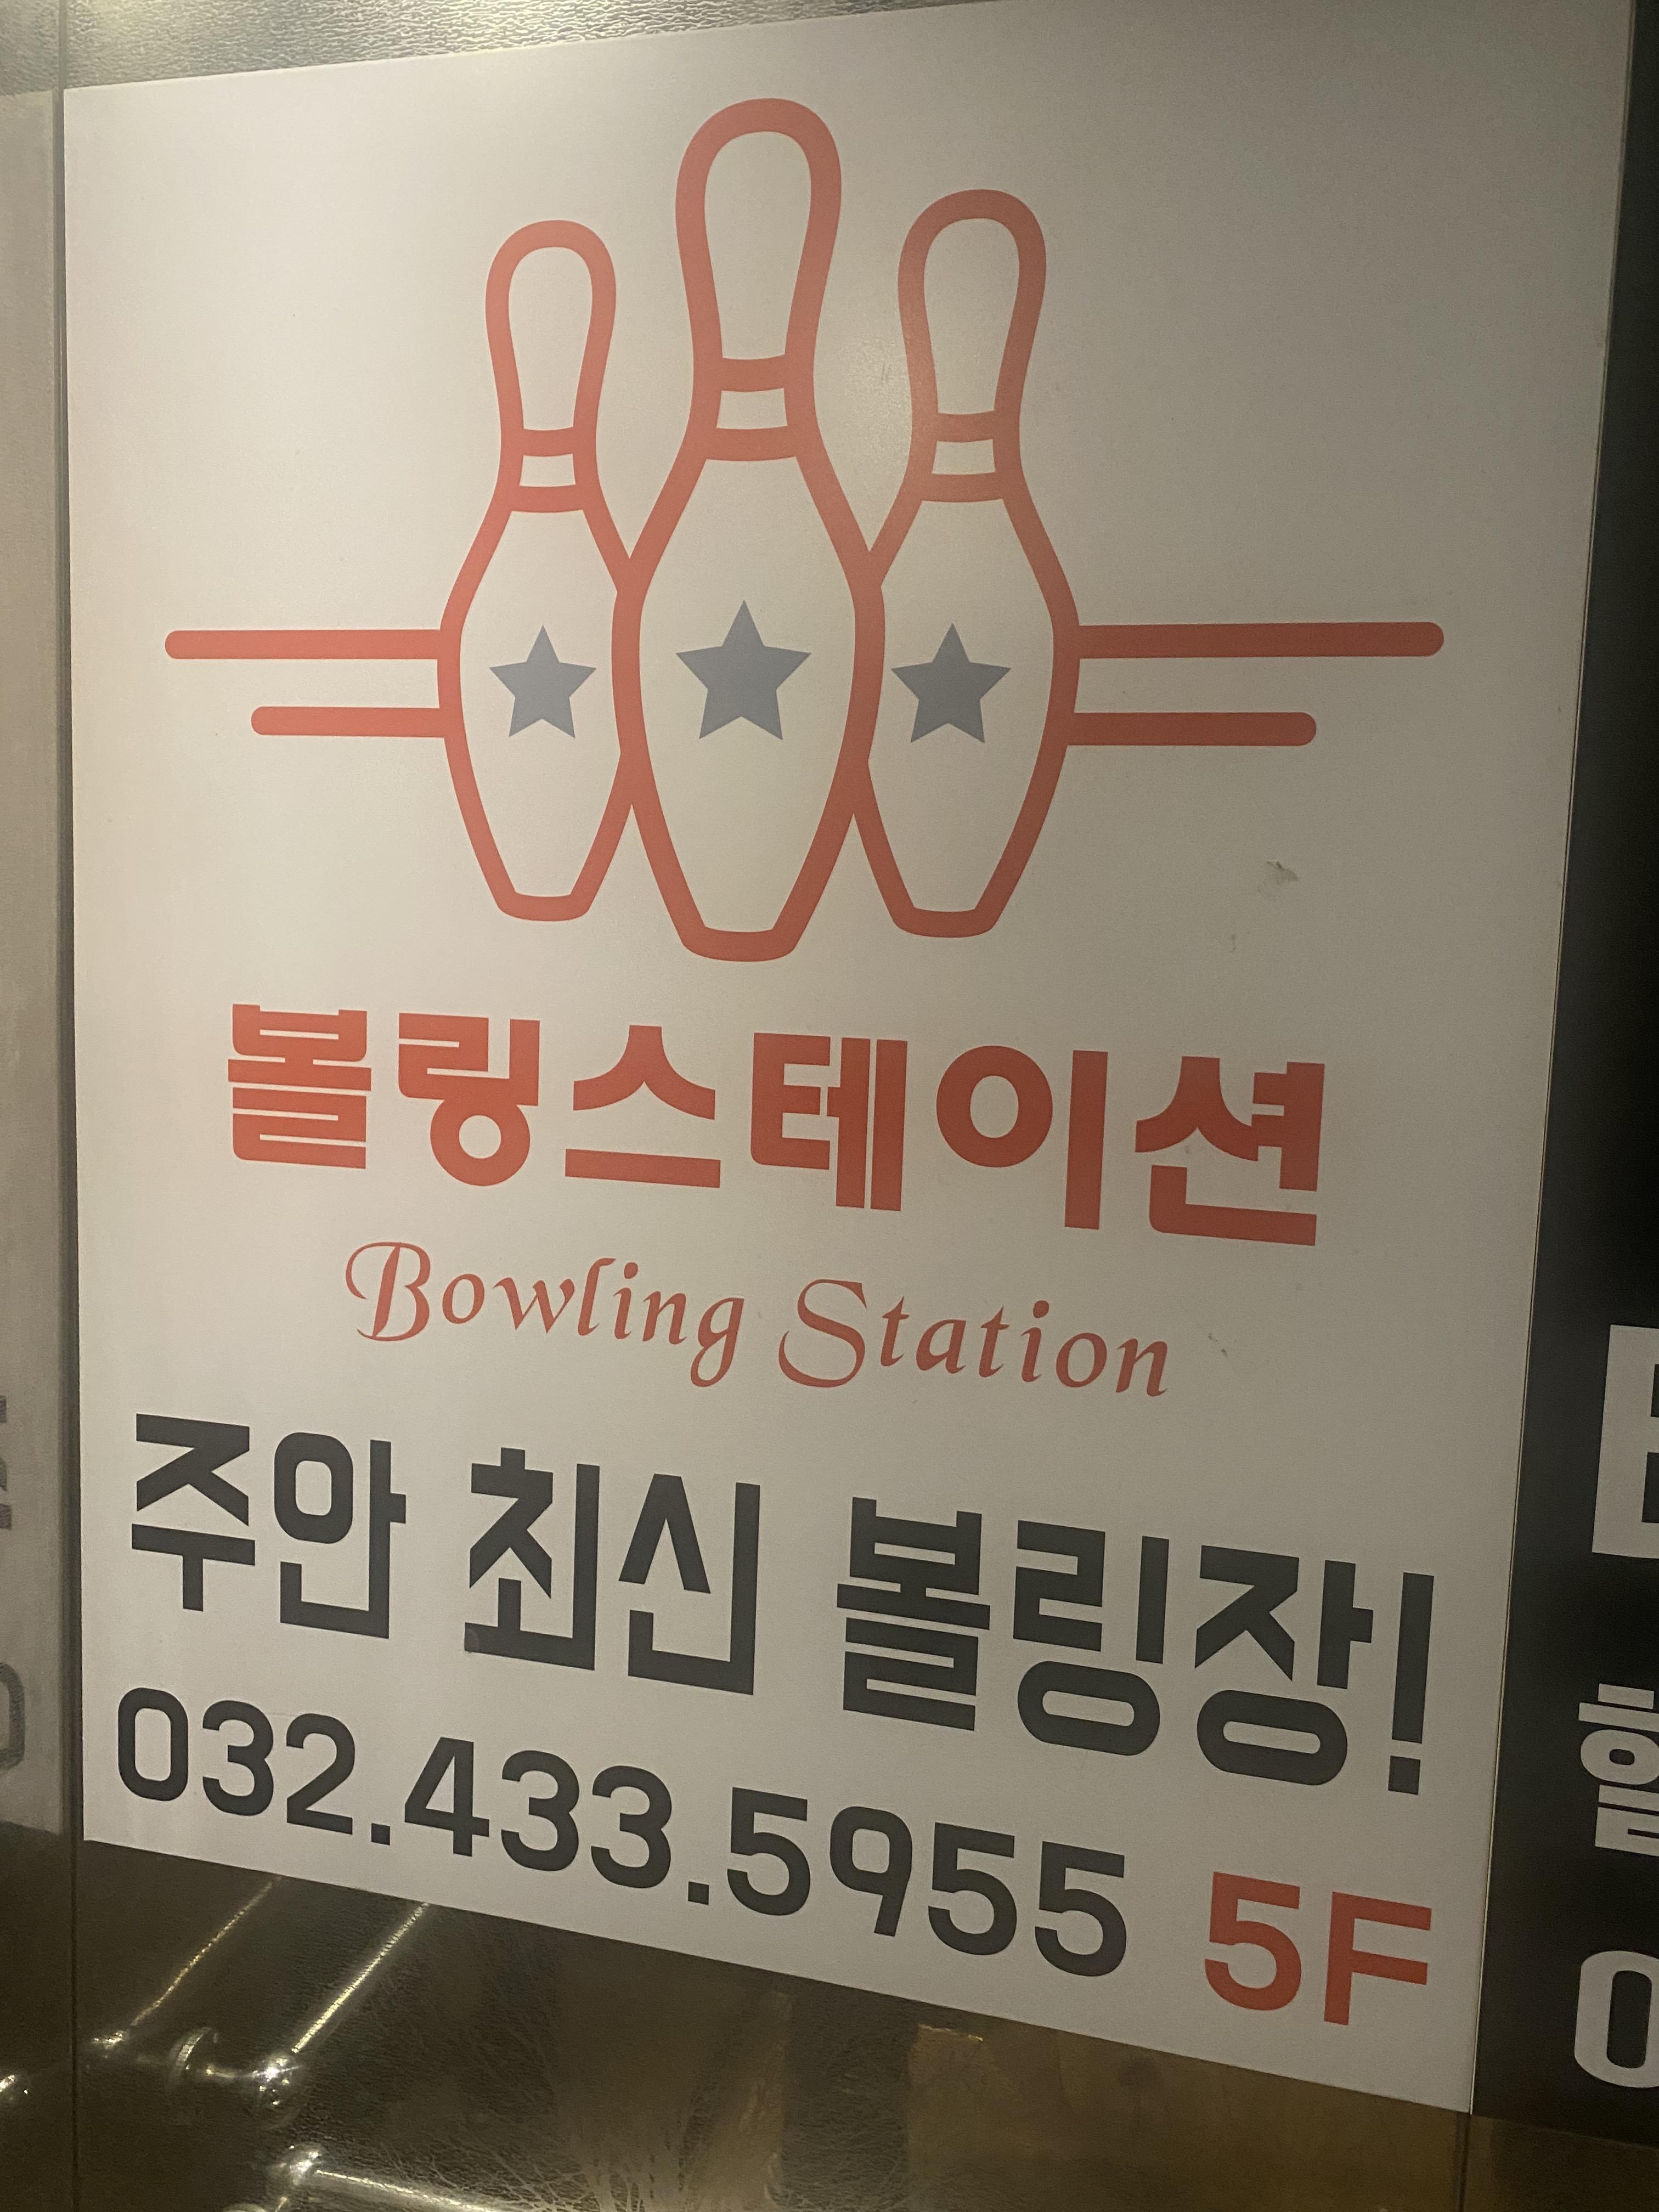 볼링스테이션
Bowling Station
주안 최신 볼링장!
032.433.5955 5F